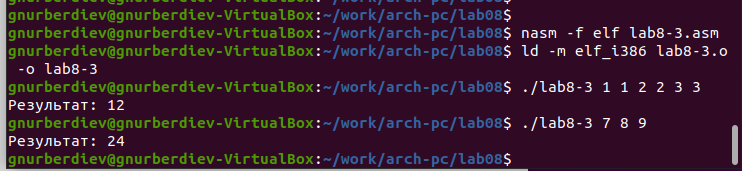 gnurberdiev@gnurberdiev-VirtualBox:~/work/arch-pc/lab08$
gnurberdiev@gnurberdiev-VirtualBox:~/work/arch-pc/lab08$ nasm -f elf lab8-3.asm
gnurberdiev@gnurberdiev-VirtualBox:~/work/arch-pc/lab08$ ld -m elf_i386 lab8-3.o
-o lab8-3
gnurberdiev@gnurberdiev-VirtualBox:~/work/arch-pc/lab08$ ./lab8-3 1 1 2 2 3 3
Результат: 12
gnurberdiev@gnurberdiev-VirtualBox:~/work/arch-pc/lab08$ ./lab8-3 7 8 9
Результат: 24
gnurberdiev@gnurberdiev-VirtualBox:~/work/arch-pc/lab08$